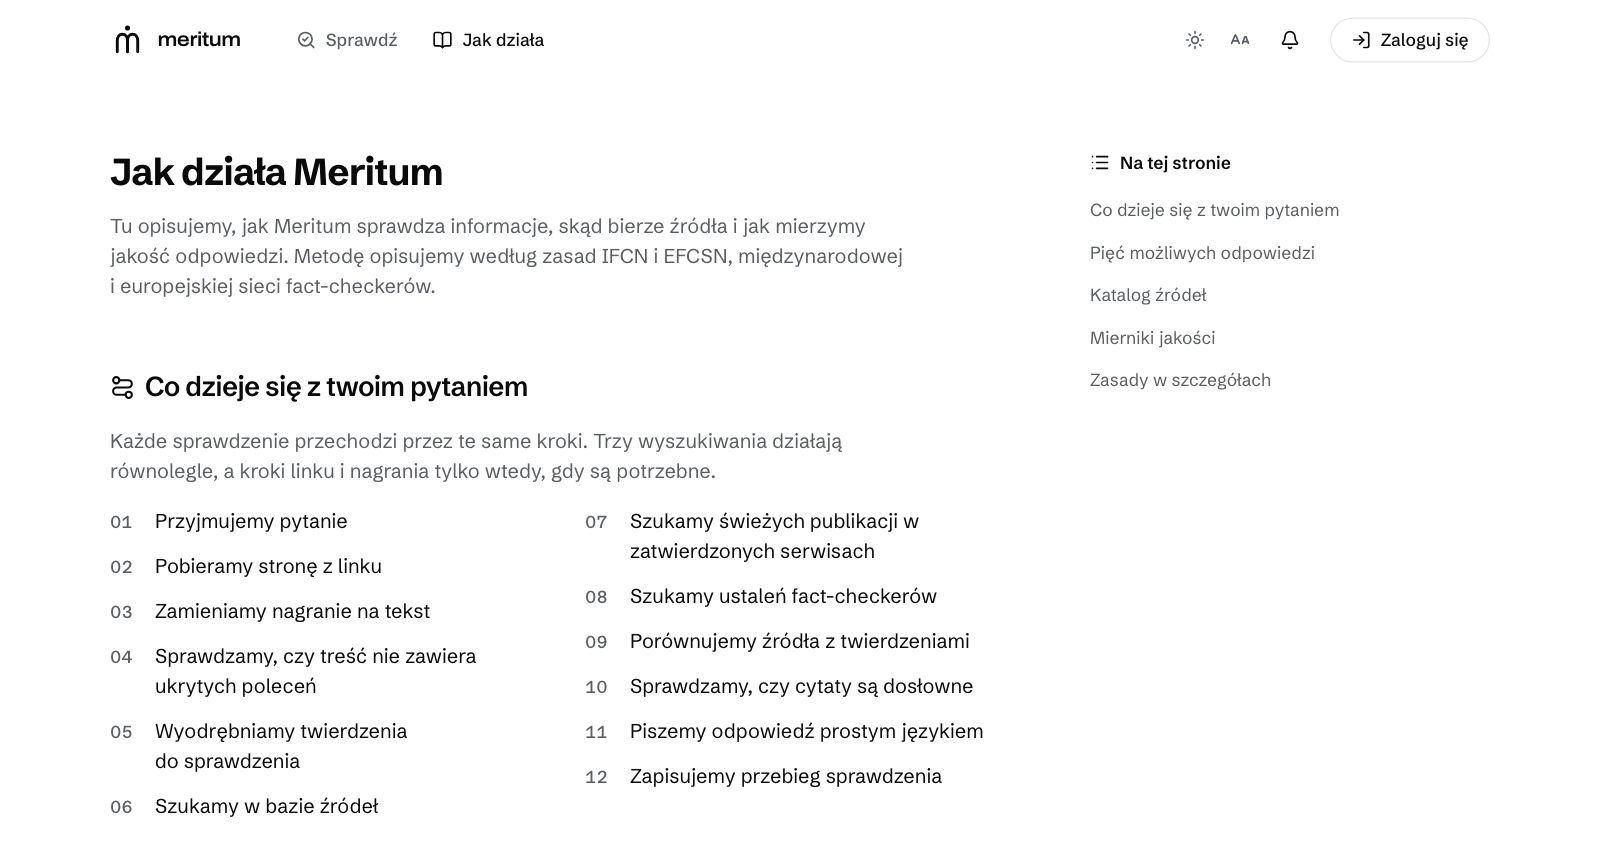 meritum
Sprawdź
Jak działa
AA
Zaloguj się
Jak działa Meritum
Tu opisujemy, jak Meritum sprawdza informacje, skąd bierze źródła i jak mierzymy
jakość odpowiedzi. Metodę opisujemy według zasad IFCN i EFCSN, międzynarodowej
i europejskiej sieci fact-checkerów.
Co dzieje się z twoim pytaniem
Każde sprawdzenie przechodzi przez te same kroki. Trzy wyszukiwania działają
równolegle, a kroki linku i nagrania tylko wtedy, gdy są potrzebne.
01 Przyjmujemy pytanie
02 Pobieramy stronę z linku
03 Zamieniamy nagranie na tekst
04 Sprawdzamy, czy treść nie zawiera
ukrytych poleceń
05 Wyodrębniamy twierdzenia
do sprawdzenia
06 Szukamy w bazie źródeł
07 Szukamy świeżych publikacji w
zatwierdzonych serwisach
08 Szukamy ustaleń fact-checkerów
09 Porównujemy źródła z twierdzeniami
10 Sprawdzamy, czy cytaty są dosłowne
11 Piszemy odpowiedź prostym językiem
12 Zapisujemy przebieg sprawdzenia
Na tej stronie
Co dzieje się z twoim pytaniem
Pięć możliwych odpowiedzi
Katalog źródeł
Mierniki jakości
Zasady w szczegółach